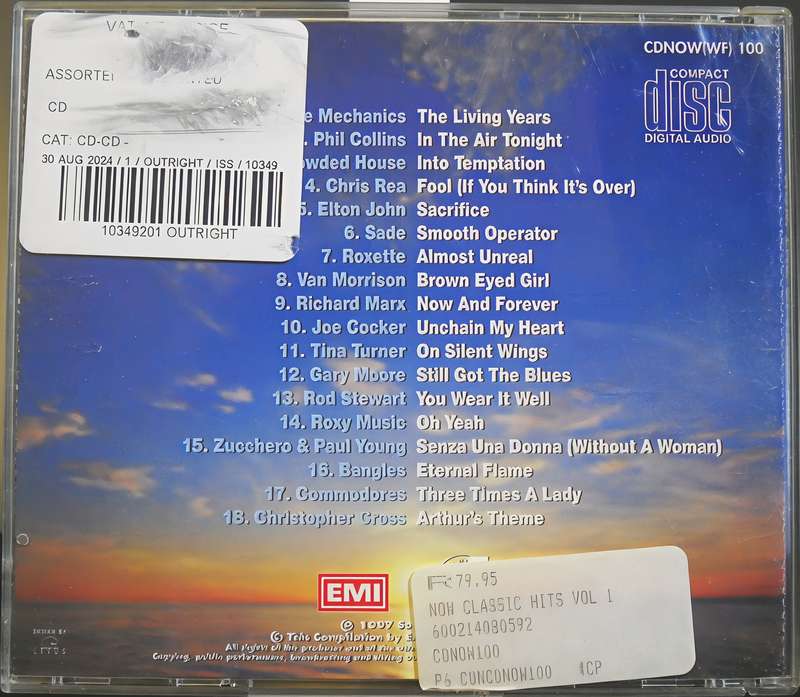 CDNOW(WF) 100
COMPACT
disc
DIGITAL AUDIO
VAT
ASSORTE
CD
CAT: CD-CD -
30 AUG 2024 / 1 / OUTRIGHT / ISS / 10349
10349201 OUTRIGHT
Mechanics The Living Years
Phil Collins In The Air Tonight
House Into Temptation
4. Chris Rea Fool (If You Think It's Over)
5. Elton John Sacrifice
6. Sade Smooth Operator
7. Roxette Almost Unreal
8. Van Morrison Brown Eyed Girl
9. Richard Marx Now And Forever
10. Joe Cocker Unchain My Heart
11. Tina Turner On Silent Wings
12. Gary Moore Still Got The Blues
13. Rod Stewart You Wear It Well
14. Roxy Music Oh Yeah
15. Zucchero & Paul Young Senza Una Donna (Without A Woman)
16. Bangles Eternal Flame
17. Commodores Three Times A Lady
18. Christopher Cross Arthur's Theme
EMI
R 79.95
NOW CLASSIC HITS VOL 1
600214080592
CDNOW100
P6 CDNCDNOW100 1CP